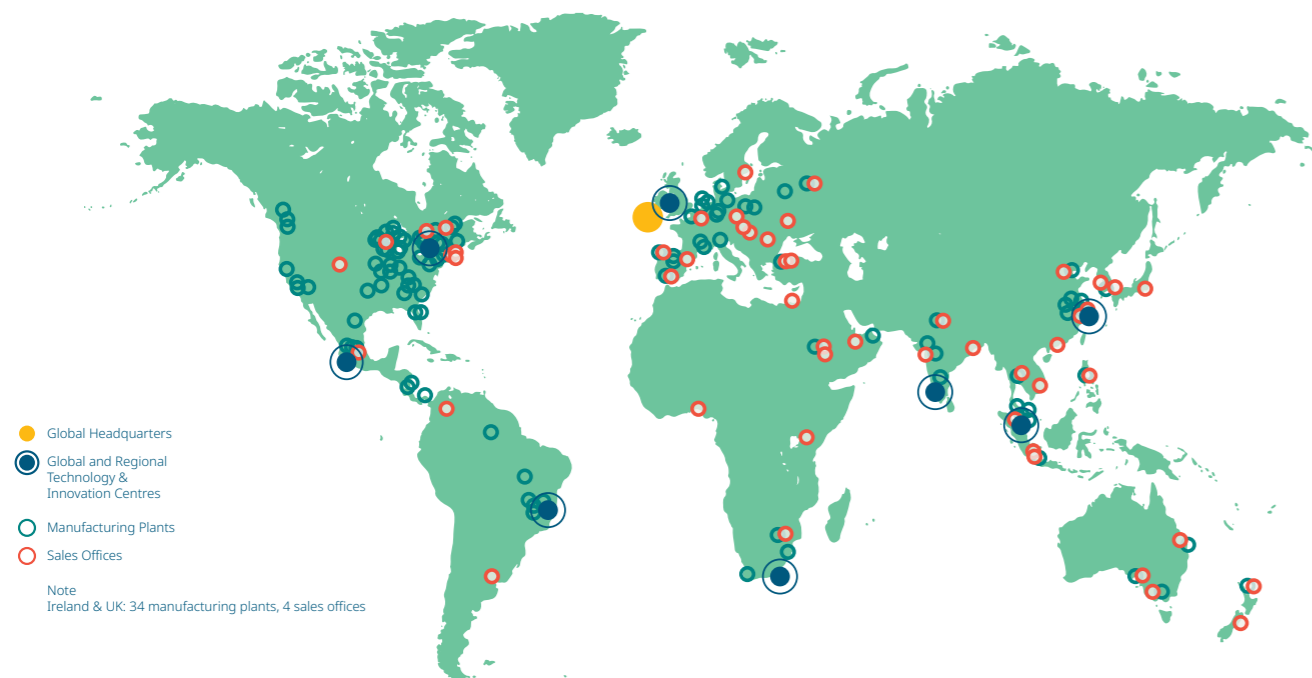 Global Headquarters
Global and Regional
Technology &
Innovation Centres
Manufacturing Plants
Sales Offices
Note
Ireland & UK: 34 manufacturing plants, 4 sales offices